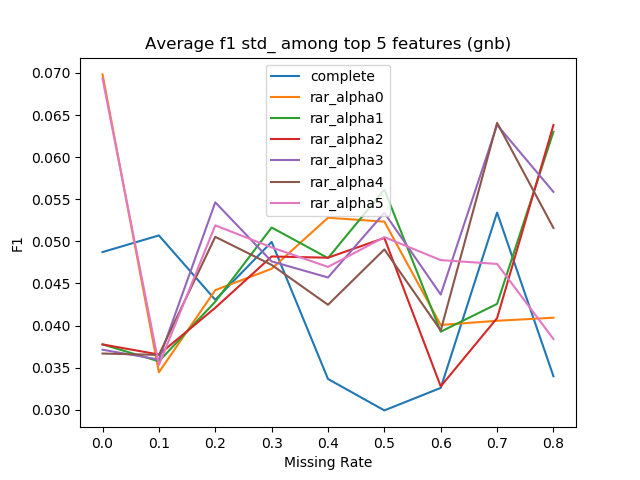 Average f1 std_ among top 5 features (gnb)
F1
0.070
0.065
0.060
0.055
0.050
0.045
0.040
0.035
0.030
complete
rar_alpha0
rar_alpha1
rar_alpha2
rar_alpha3
rar_alpha4
rar_alpha5
0.0 0.1 0.2 0.3 0.4 0.5 0.6 0.7 0.8
Missing Rate